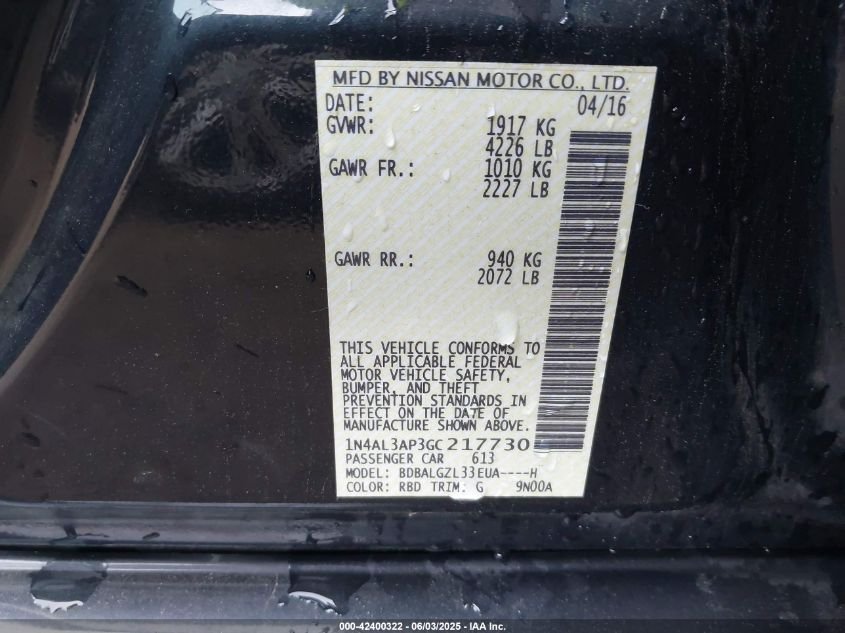 MFD BY NISSAN MOTOR CO., LTD.
DATE: 04/16
GVWR: 1917 KG
4226 LB
GAWR FR.: 1010 KG
2227 LB
GAWR RR.: 940 KG
2072 LB
THIS VEHICLE CONFORMS TO
ALL APPLICABLE FEDERAL
MOTOR VEHICLE SAFETY,
BUMPER, AND THEFT
PREVENTION STANDARDS IN
EFFECT ON THE DATE OF
MANUFACTURE SHOWN ABOVE.
1N4AL3AP3GC217730
PASSENGER CAR 613
MODEL: BDBALGZL33EUA----H
COLOR: RBD TRIM: G 9N00A
000-42400322 - 06/03/2025 - IAA Inc.